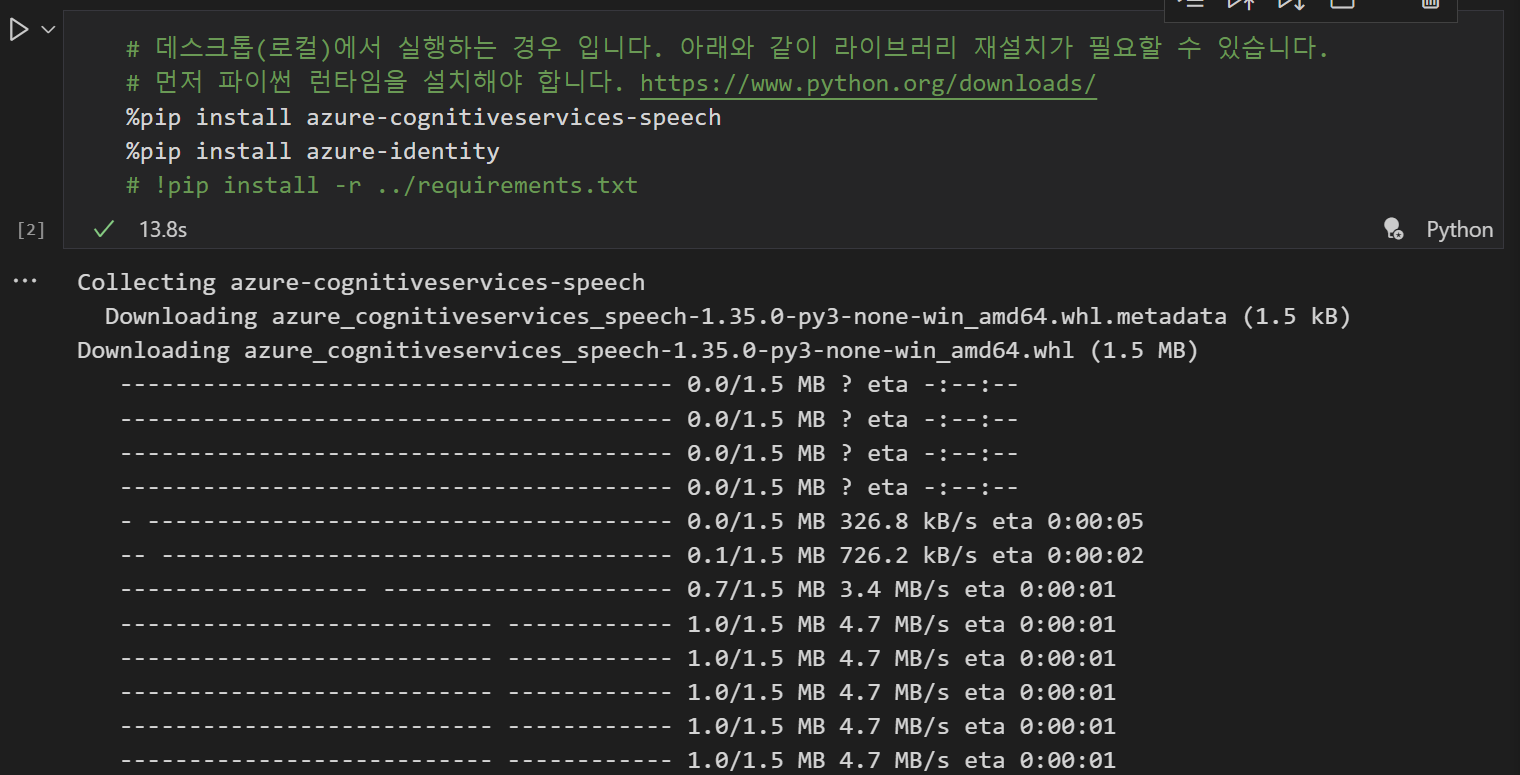 # 데스크톱(로컬)에서 실행하는 경우 입니다. 아래와 같이 라이브러리 재설치가 필요할 수 있습니다.
# 먼저 파이썬 런타임을 설치해야 합니다. https://www.python.org/downloads/
%pip install azure-cognitiveservices-speech
%pip install azure-identity
# !pip install -r ../requirements.txt
[2] 13.8s Python
Collecting azure-cognitiveservices-speech
  Downloading azure_cognitiveservices_speech-1.35.0-py3-none-win_amd64.whl.metadata (1.5 kB)
Downloading azure_cognitiveservices_speech-1.35.0-py3-none-win_amd64.whl (1.5 MB)
   ---------------------------------------- 0.0/1.5 MB ? eta -:--:--
   ---------------------------------------- 0.0/1.5 MB ? eta -:--:--
   ---------------------------------------- 0.0/1.5 MB ? eta -:--:--
   ---------------------------------------- 0.0/1.5 MB ? eta -:--:--
   - -------------------------------------- 0.0/1.5 MB 326.8 kB/s eta 0:00:05
   -- ------------------------------------- 0.1/1.5 MB 726.2 kB/s eta 0:00:02
   ------------------ --------------------- 0.7/1.5 MB 3.4 MB/s eta 0:00:01
   --------------------------- ------------ 1.0/1.5 MB 4.7 MB/s eta 0:00:01
   --------------------------- ------------ 1.0/1.5 MB 4.7 MB/s eta 0:00:01
   --------------------------- ------------ 1.0/1.5 MB 4.7 MB/s eta 0:00:01
   --------------------------- ------------ 1.0/1.5 MB 4.7 MB/s eta 0:00:01
   --------------------------- ------------ 1.0/1.5 MB 4.7 MB/s eta 0:00:01